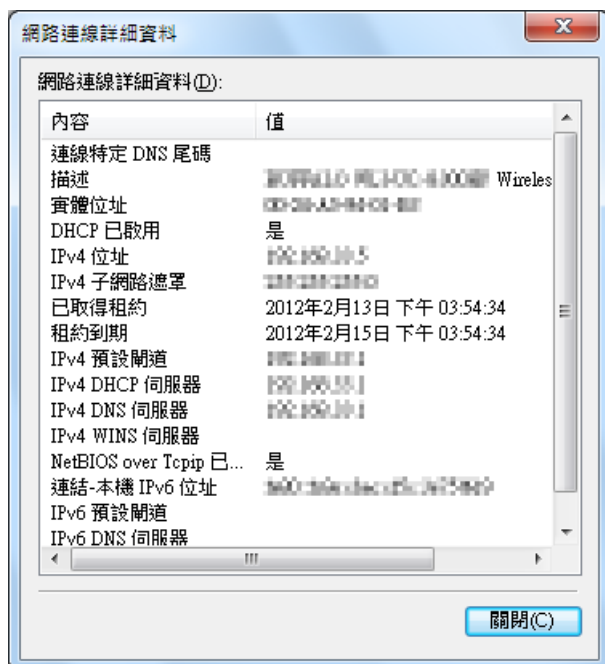 網路連線詳細資料
網路連線詳細資料(D):
內容 值
連線特定 DNS 尾碼
描述 Wireles
實體位址
DHCP 已啟用 是
IPv4 位址
IPv4 子網路遮罩
已取得租約 2012年2月13日 下午 03:54:34
租約到期 2012年2月15日 下午 03:54:34
IPv4 預設閘道
IPv4 DHCP 伺服器
IPv4 DNS 伺服器
IPv4 WINS 伺服器
NetBIOS over Tcpip 已... 是
連結-本機 IPv6 位址
IPv6 預設閘道
IPv6 DNS 伺服器
關閉(C)